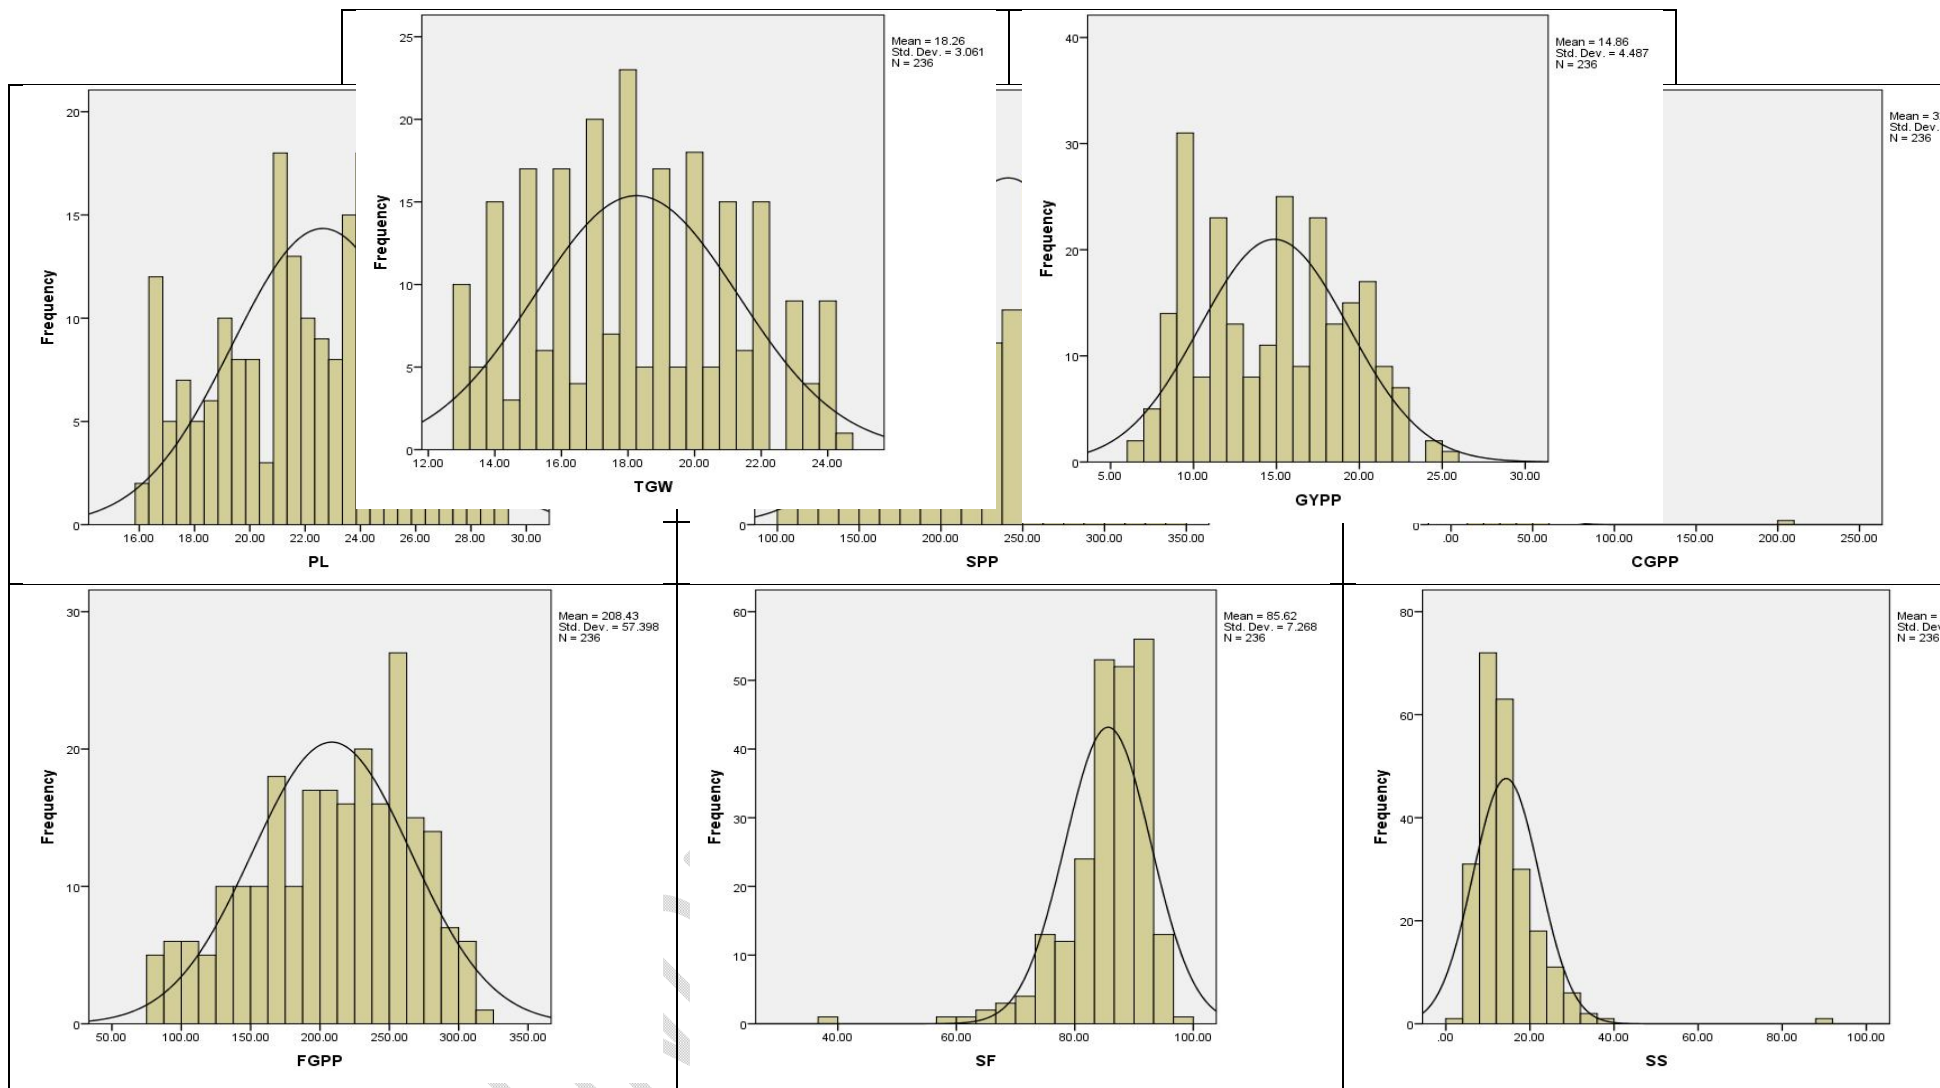 25
20
15
10
5
0
Frequency
12.00 14.00 16.00 18.00 20.00 22.00 24.00
TGW
Mean = 18.26
Std. Dev. = 3.061
N = 236
40
30
20
10
0
Frequency
5.00 10.00 15.00 20.00 25.00 30.00
GYPP
Mean = 14.86
Std. Dev. = 4.487
N = 236
20
15
10
5
0
Frequency
16.00 18.00 20.00 22.00 24.00 26.00 28.00 30.00
PL
0
100.00 150.00 200.00 250.00 300.00 350.00
SPP
Mean = 3
Std. Dev.
N = 236
0
.00 50.00 100.00 150.00 200.00 250.00
CGPP
30
20
10
0
Frequency
50.00 100.00 150.00 200.00 250.00 300.00 350.00
FGPP
Mean = 208.43
Std. Dev. = 57.398
N = 236
60
50
40
30
20
10
0
Frequency
40.00 60.00 80.00 100.00
SF
Mean = 85.62
Std. Dev. = 7.268
N = 236
80
60
40
20
0
Frequency
.00 20.00 40.00 60.00 80.00 100.00
SS
Mean =
Std. Dev
N = 236